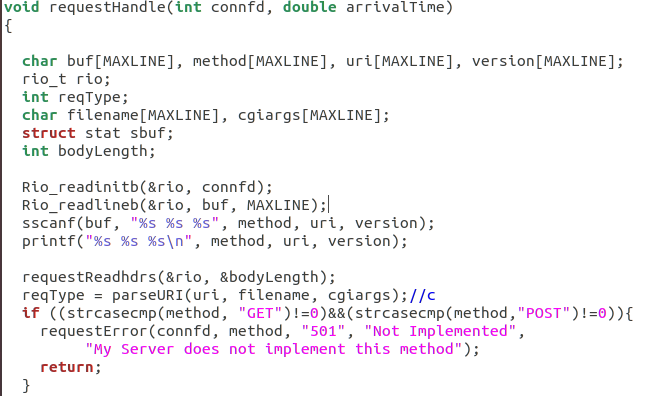 void requestHandle(int connfd, double arrivalTime)
{
  char buf[MAXLINE], method[MAXLINE], uri[MAXLINE], version[MAXLINE];
  rio_t rio;
  int reqType;
  char filename[MAXLINE], cgiargs[MAXLINE];
  struct stat sbuf;
  int bodyLength;
  Rio_readinitb(&rio, connfd);
  Rio_readlineb(&rio, buf, MAXLINE);
  sscanf(buf, "%s %s %s", method, uri, version);
  printf("%s %s %s\n", method, uri, version);
  requestReadhdrs(&rio, &bodyLength);
  reqType = parseURI(uri, filename, cgiargs);//c
  if ((strcasecmp(method, "GET")!=0)&&(strcasecmp(method,"POST")!=0)){
    requestError(connfd, method, "501", "Not Implemented",
         "My Server does not implement this method");
    return;
  }